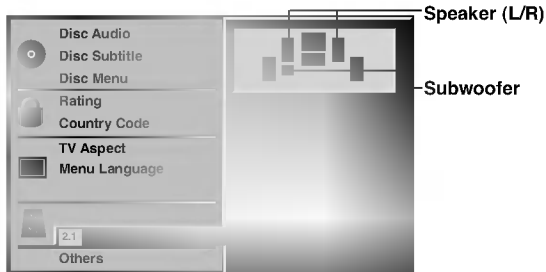 Speaker (L/R)
Disc Audio
Disc Subtitle
Disc Menu
Subwoofer
Rating
Country Code
TV Aspect
Menu Language
2.1
Others